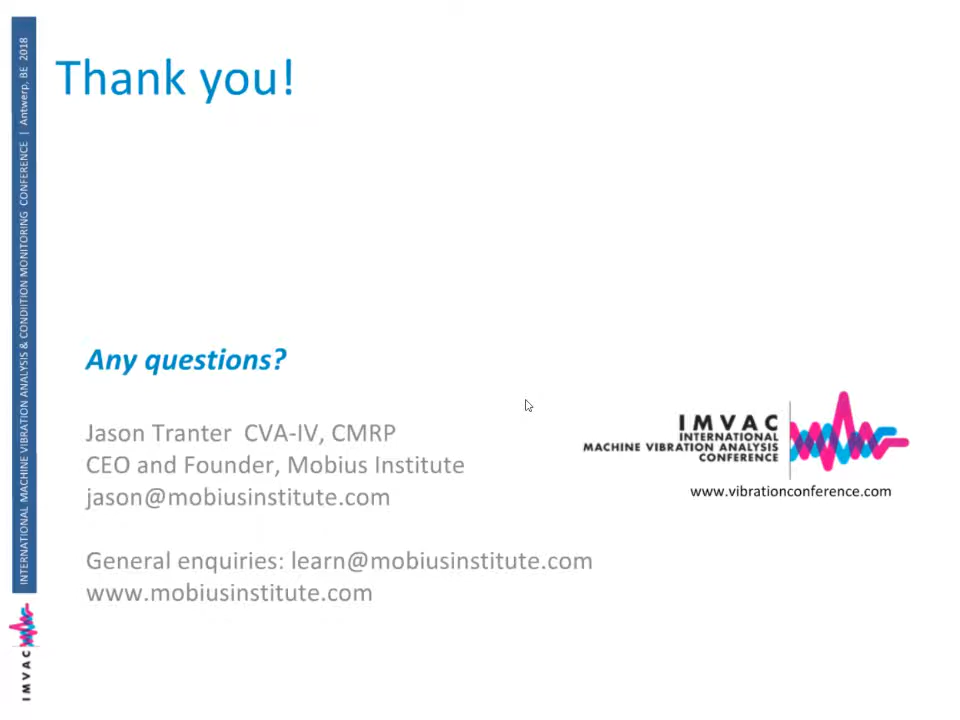 INTERNATIONAL MACHINE VIBRATION ANALYSIS & CONDITION MONITORING CONFERENCE | Antwerp, BE 2018
IMVAC
Thank you!
Any questions?
Jason Tranter CVA-IV, CMRP
CEO and Founder, Mobius Institute
jason@mobiusinstitute.com
General enquiries: learn@mobiusinstitute.com
www.mobiusinstitute.com
IMVAC
INTERNATIONAL
MACHINE VIBRATION ANALYSIS
CONFERENCE
www.vibrationconference.com